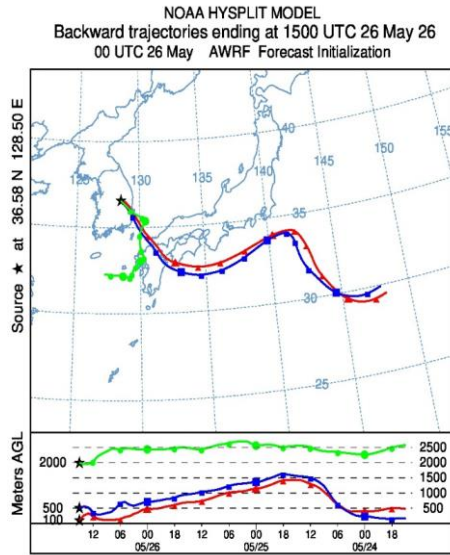 NOAA HYSPLIT MODEL
Backward trajectories ending at 1500 UTC 26 May 26
00 UTC 26 May AWRF Forecast Initialization
Source ★ at 36.58 N 128.50 E
125
130
135
140
145
150
155
40
35
30
25
Meters AGL
2000
500
100
2500
2000
1500
1000
500
12 06 00 18 12 06 00 18 12 06 00 18
05/26 05/25 05/24